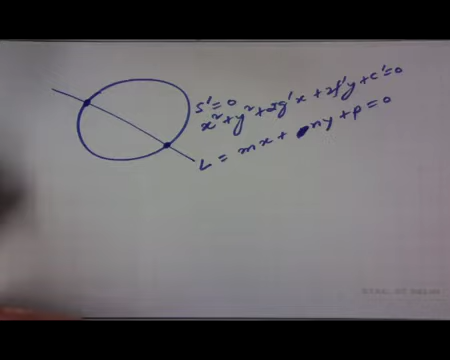 S' = 0
x² + y² + 2g'x + 2f'y + c' = 0
L = mx + ny + p = 0